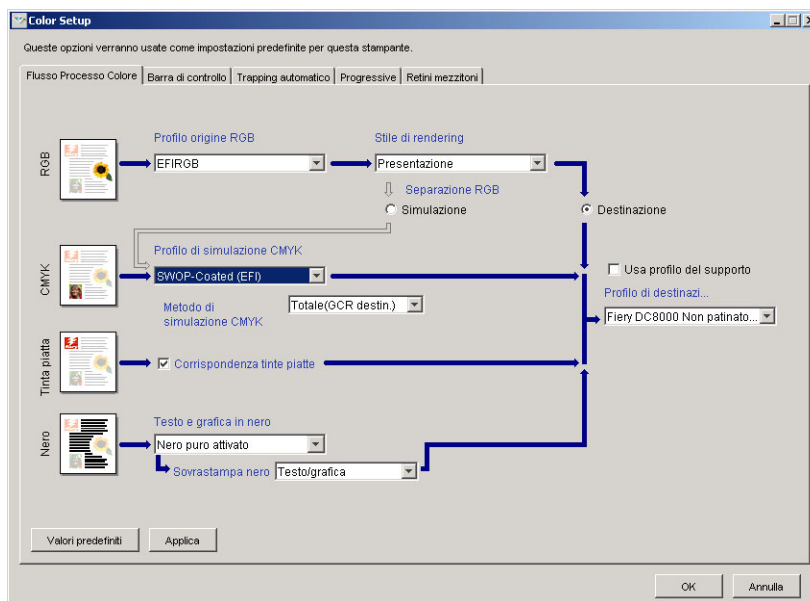 Color Setup
Queste opzioni verranno usate come impostazioni predefinite per questa stampante.
Flusso Processo Colore
Barra di controllo
Trapping automatico
Progressive
Retini mezzitoni
RGB
Profilo origine RGB
EFIRGB
Stile di rendering
Presentazione
Separazione RGB
Simulazione
Destinazione
CMYK
Profilo di simulazione CMYK
SWOP-Coated (EFI)
Metodo di
simulazione CMYK
Totale(GCR destin.)
Usa profilo del supporto
Profilo di destinazi...
Fiery DC8000 Non patinato...
Tinta piatta
Corrispondenza tinte piatte
Nero
Testo e grafica in nero
Nero puro attivato
Sovrastampa nero
Testo/grafica
Valori predefiniti
Applica
OK
Annulla